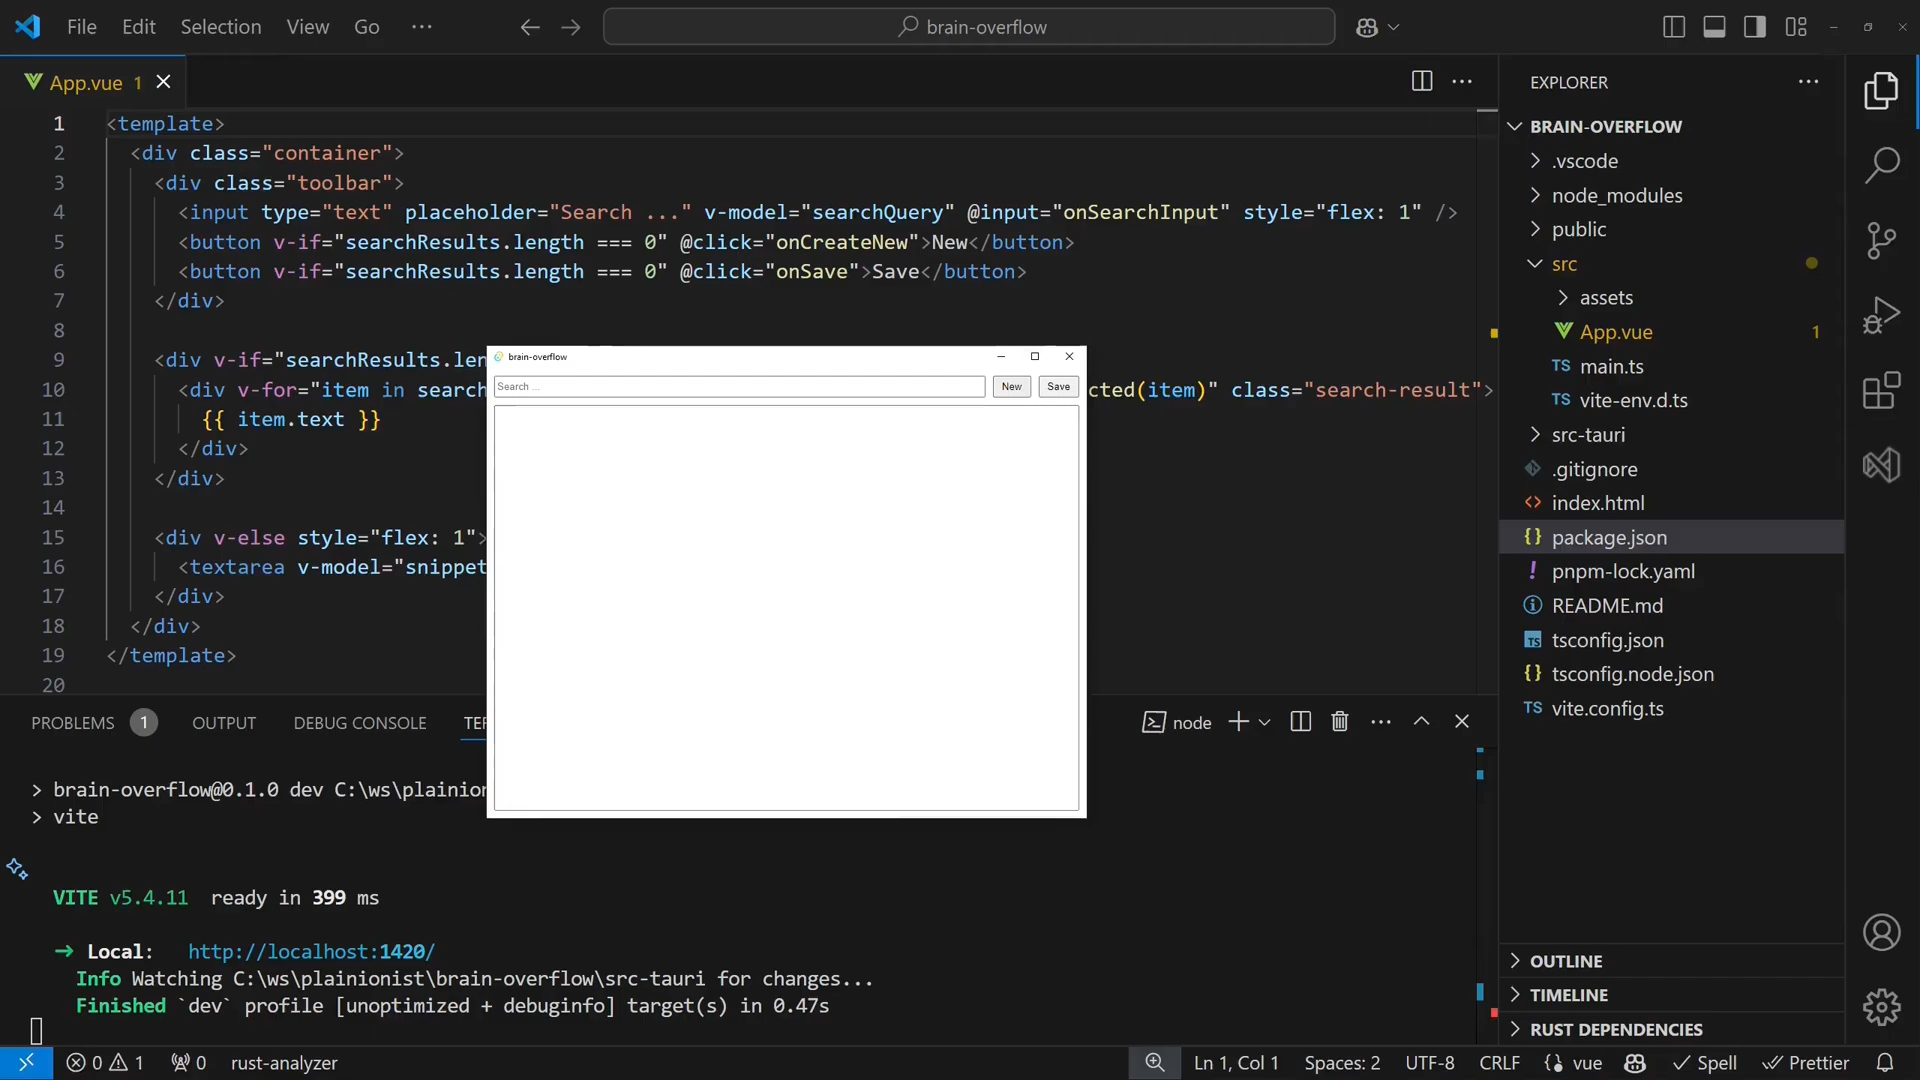 File Edit Selection View Go ···
brain-overflow
App.vue 1
1 <template>
2 <div class="container">
3 <div class="toolbar">
4 <input type="text" placeholder="Search ..." v-model="searchQuery" @input="onSearchInput" style="flex: 1" />
5 <button v-if="searchResults.length === 0" @click="onCreateNew">New</button>
6 <button v-if="searchResults.length === 0" @click="onSave">Save</button>
7 </div>
8
9 <div v-if="searchResults.len
10 <div v-for="item in search
cted(item)" class="search-result">
11 {{ item.text }}
12 </div>
13 </div>
14
15 <div v-else style="flex: 1">
16 <textarea v-model="snippet
17 </div>
18 </div>
19 </template>
20
brain-overflow
Search ...
New
Save
PROBLEMS 1 OUTPUT DEBUG CONSOLE TER
node
> brain-overflow@0.1.0 dev C:\ws\plainion
> vite
VITE v5.4.11 ready in 399 ms
➜ Local: http://localhost:1420/
Info Watching C:\ws\plainionist\brain-overflow\src-tauri for changes...
Finished `dev` profile [unoptimized + debuginfo] target(s) in 0.47s
EXPLORER
BRAIN-OVERFLOW
.vscode
node_modules
public
src
assets
App.vue 1
TS main.ts
TS vite-env.d.ts
src-tauri
.gitignore
<> index.html
{} package.json
! pnpm-lock.yaml
README.md
TS tsconfig.json
{} tsconfig.node.json
TS vite.config.ts
OUTLINE
TIMELINE
RUST DEPENDENCIES
0 1 0 rust-analyzer
Ln 1, Col 1 Spaces: 2 UTF-8 CRLF {} vue Spell Prettier